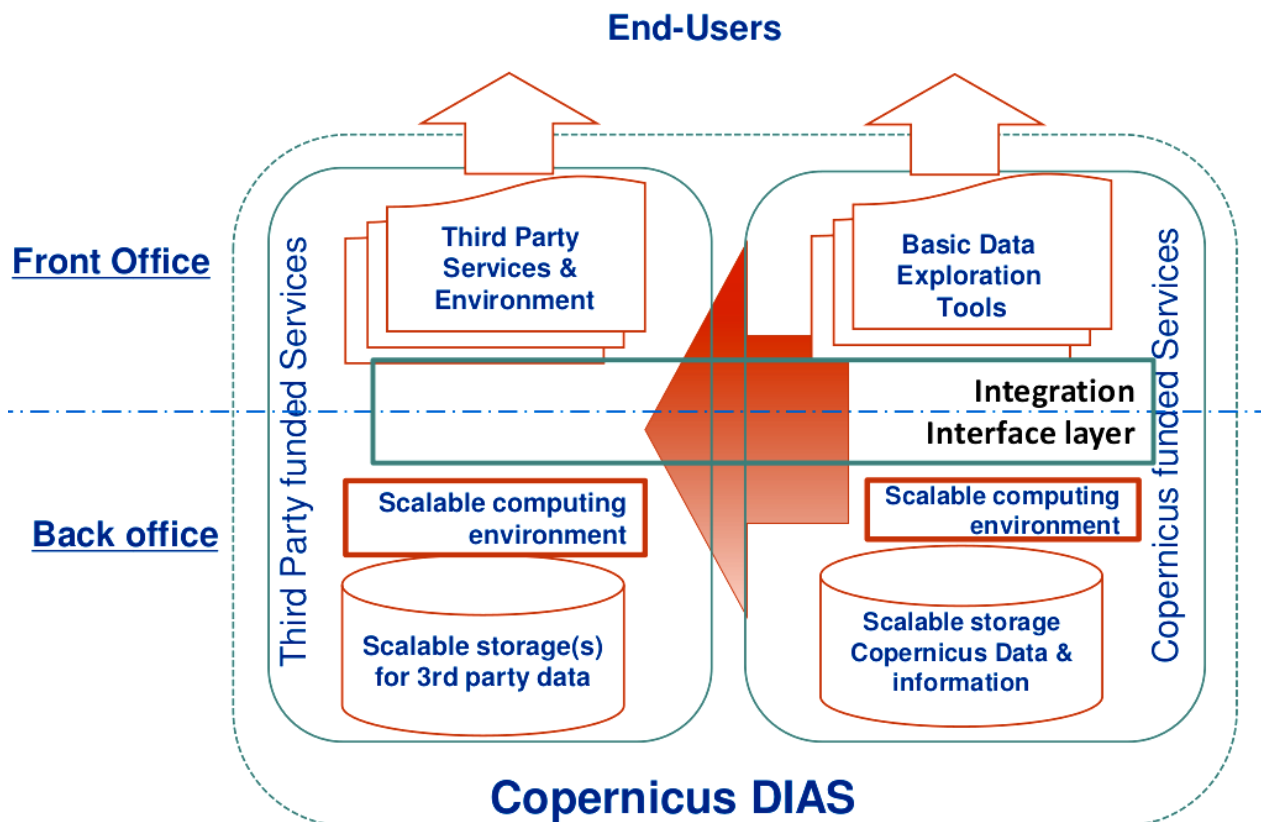 End-Users
Front Office
Back office
Third Party funded Services
Third Party
Services &
Environment
Basic Data
Exploration
Tools
Copernicus funded Services
Integration
Interface layer
Scalable computing
environment
Scalable computing
environment
Scalable storage(s)
for 3rd party data
Scalable storage
Copernicus Data &
information
Copernicus DIAS